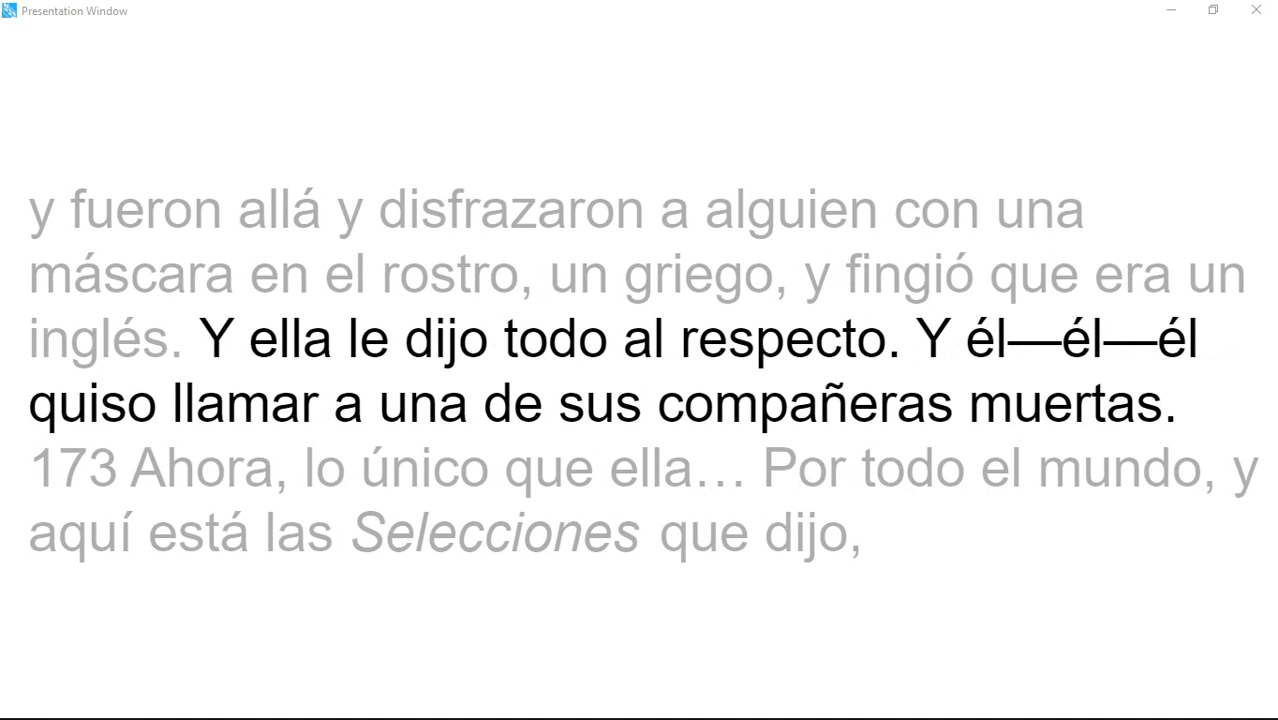 Presentation Window
y fueron allá y disfrazaron a alguien con una
máscara en el rostro, un griego, y fingió que era un
inglés. Y ella le dijo todo al respecto. Y él—él—él
quiso llamar a una de sus compañeras muertas.
173 Ahora, lo único que ella… Por todo el mundo, y
aquí está las Selecciones que dijo,